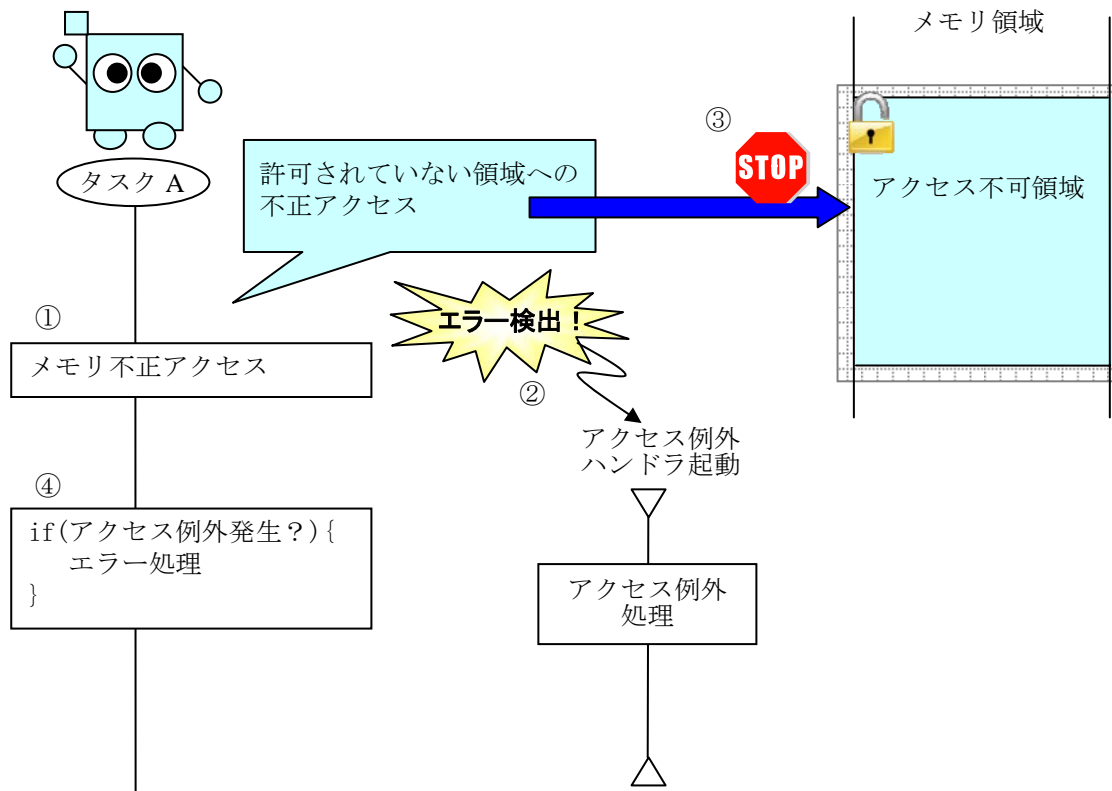 メモリ領域
③
STOP
許可されていない領域への
不正アクセス
アクセス不可領域
タスク A
①
エラー検出！
メモリ不正アクセス
②
アクセス例外
ハンドラ起動
④
if(アクセス例外発生？){
エラー処理
}
アクセス例外
処理